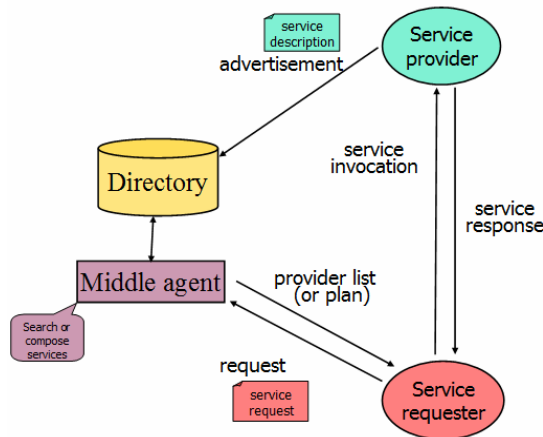 service
description
advertisement
Service
provider
Directory
service
invocation
service
response
Middle agent
provider list
(or plan)
Search or
compose
services
request
service
request
Service
requester